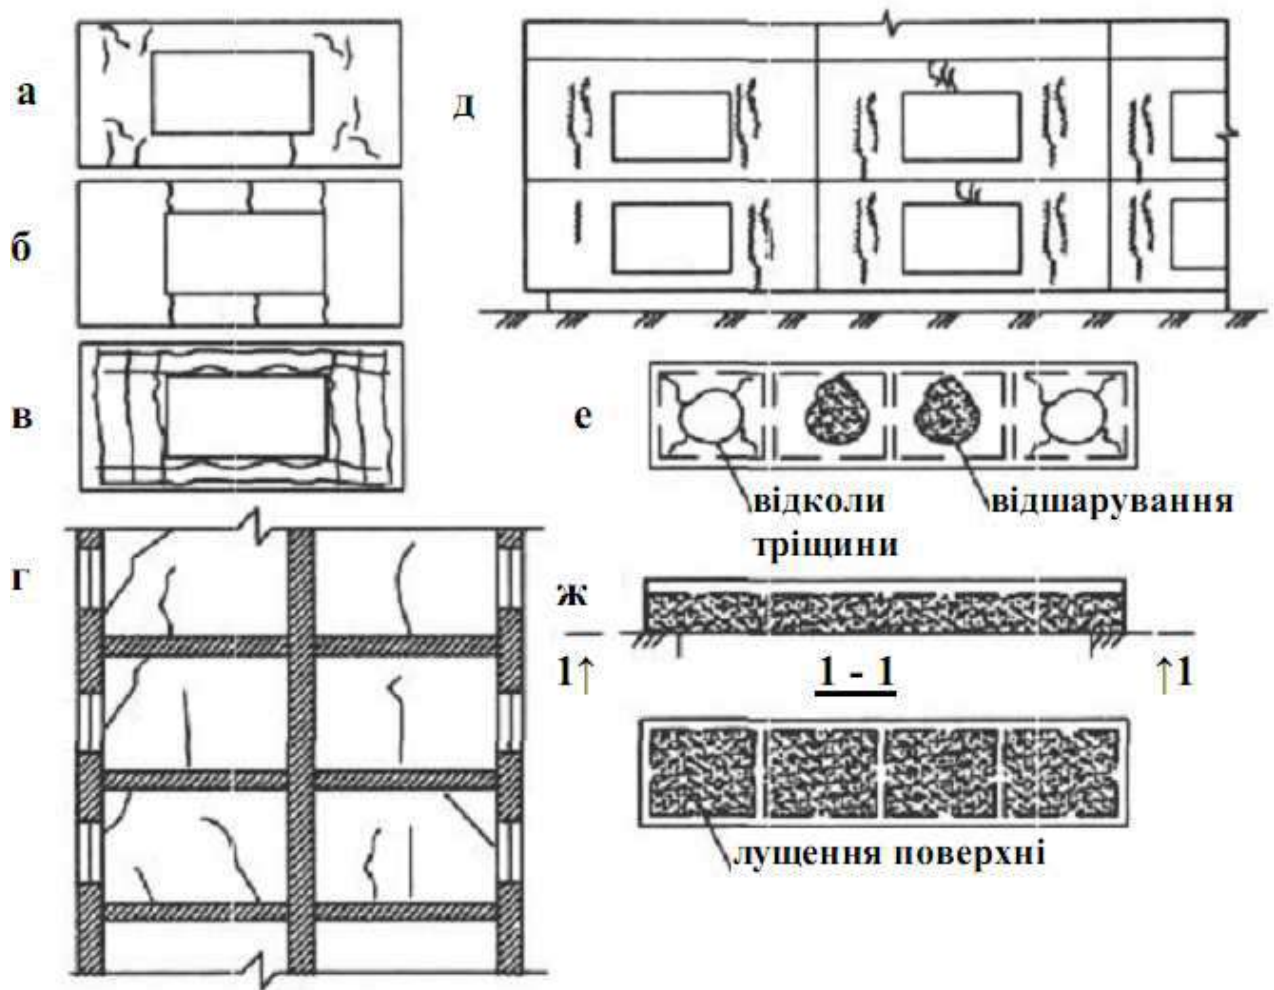 а
д
б
в
е
відколи
тріщини
відшарування
г
ж
1↑
1 - 1
↑1
лущення поверхні